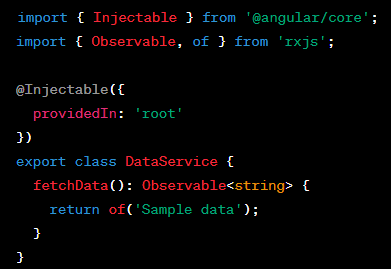 import { Injectable } from '@angular/core';
import { Observable, of } from 'rxjs';

@Injectable({
  providedIn: 'root'
})
export class DataService {
  fetchData(): Observable<string> {
    return of('Sample data');
  }
}